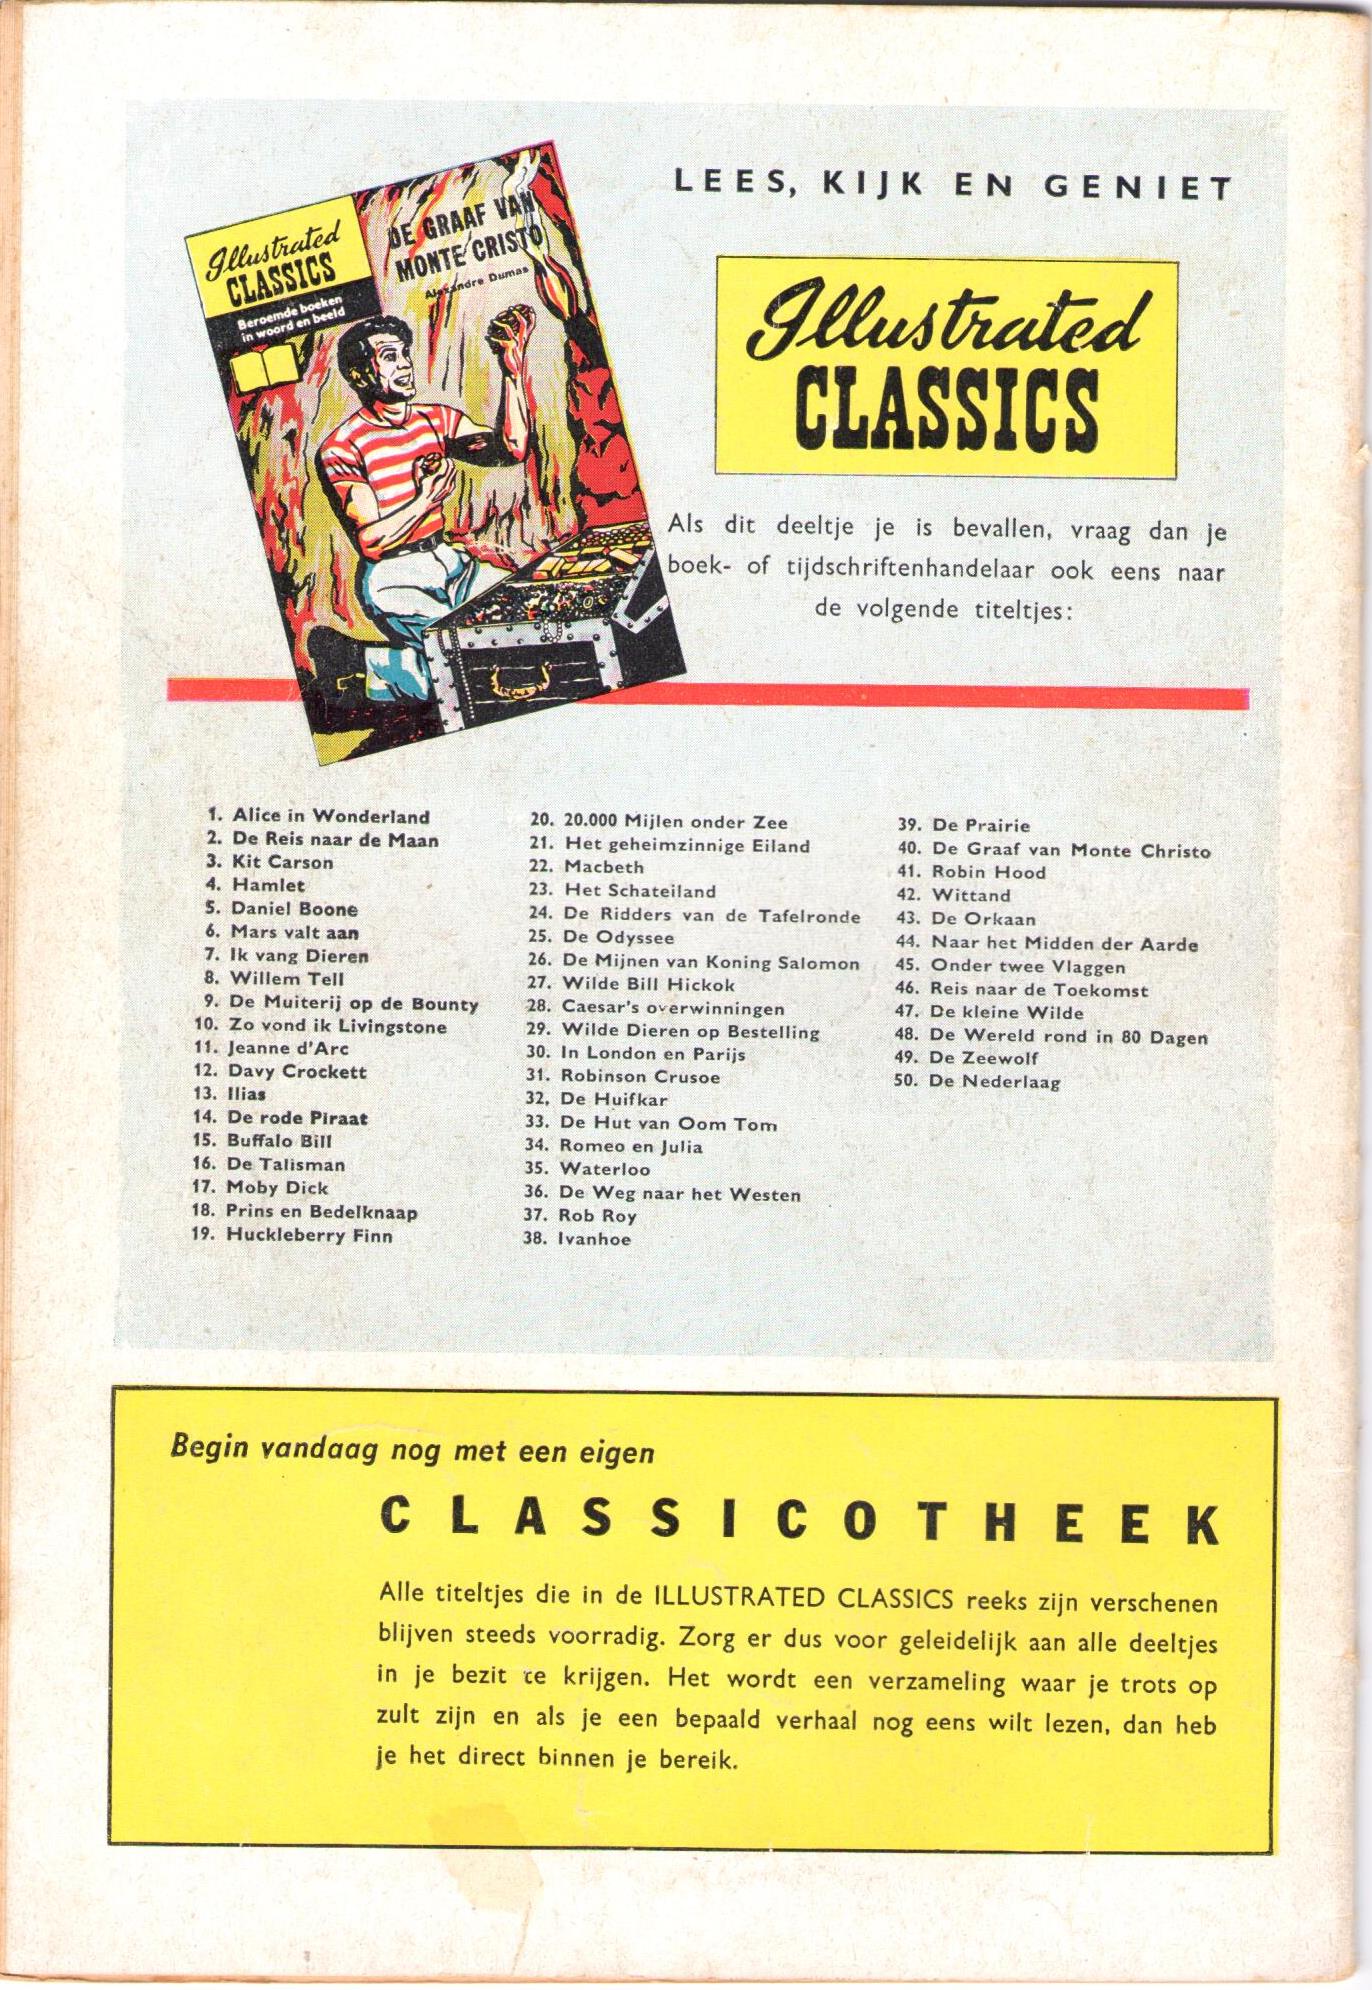 LEES, KIJK EN GENIET
Illustrated
CLASSICS
Beroemde boeken
in woord en beeld
DE GRAAF VAN
MONTE CRISTO
Alexandre Dumas
Illustrated
CLASSICS
Als dit deeltje je is bevallen, vraag dan je
boek- of tijdschriftenhandelaar ook eens naar
de volgende titeltjes:
1. Alice in Wonderland
2. De Reis naar de Maan
3. Kit Carson
4. Hamlet
5. Daniel Boone
6. Mars valt aan
7. Ik vang Dieren
8. Willem Tell
9. De Muiterij op de Bounty
10. Zo vond ik Livingstone
11. Jeanne d'Arc
12. Davy Crockett
13. Ilias
14. De rode Piraat
15. Buffalo Bill
16. De Talisman
17. Moby Dick
18. Prins en Bedelknaap
19. Huckleberry Finn
20. 20.000 Mijlen onder Zee
21. Het geheimzinnige Eiland
22. Macbeth
23. Het Schateiland
24. De Ridders van de Tafelronde
25. De Odyssee
26. De Mijnen van Koning Salomon
27. Wilde Bill Hickok
28. Caesar's overwinningen
29. Wilde Dieren op Bestelling
30. In London en Parijs
31. Robinson Crusoe
32, De Huifkar
33. De Hut van Oom Tom
34. Romeo en Julia
35. Waterloo
36. De Weg naar het Westen
37. Rob Roy
38. Ivanhoe
39. De Prairie
40. De Graaf van Monte Christo
41. Robin Hood
42. Wittand
43. De Orkaan
44. Naar het Midden der Aarde
45. Onder twee Vlaggen
46. Reis naar de Toekomst
47. De kleine Wilde
48. De Wereld rond in 80 Dagen
49. De Zeewolf
50. De Nederlaag
Begin vandaag nog met een eigen
CLASSICOTHEEK
Alle titeltjes die in de ILLUSTRATED CLASSICS reeks zijn verschenen
blijven steeds voorradig. Zorg er dus voor geleidelijk aan alle deeltjes
in je bezit te krijgen. Het wordt een verzameling waar je trots op
zult zijn en als je een bepaald verhaal nog eens wilt lezen, dan heb
je het direct binnen je bereik.